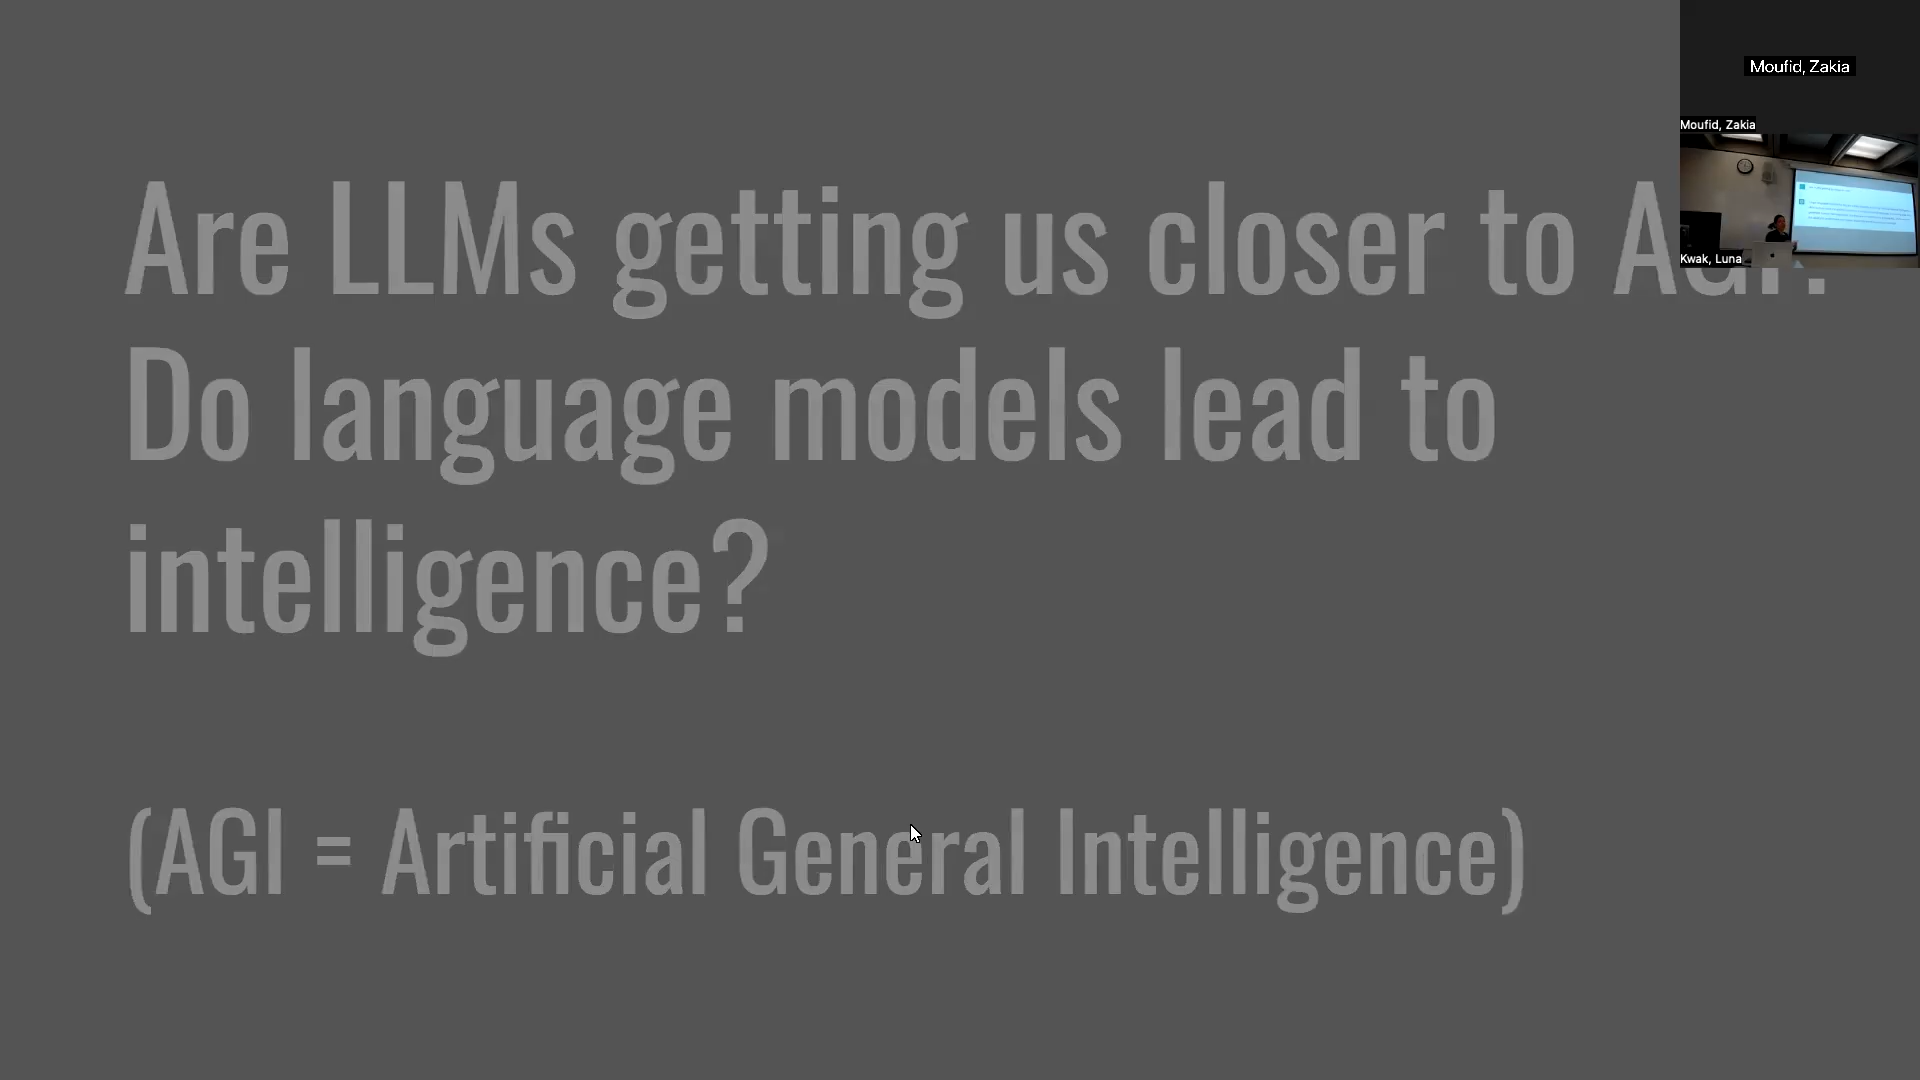 Are LLMs getting us closer to AGI?
Do language models lead to
intelligence?
(AGI = Artificial General Intelligence)
Moufid, Zakia
Moufid, Zakia
Kwak, Luna